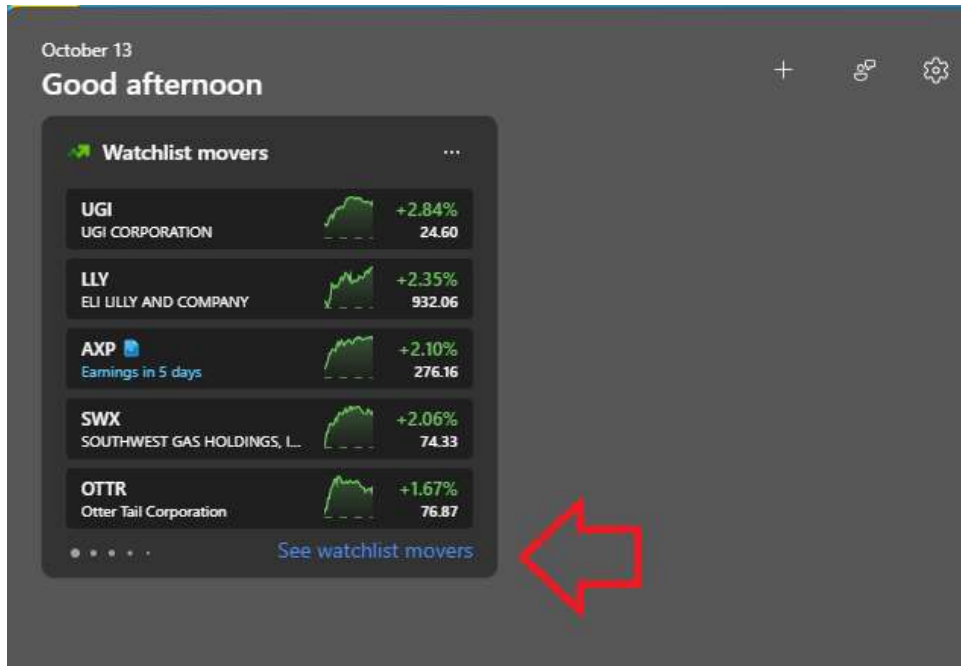 October 13
Good afternoon
Watchlist movers
UGI
+2.84%
UGI CORPORATION
24.60
LLY
+2.35%
ELI LILLY AND COMPANY
932.06
AXP
+2.10%
Earnings in 5 days
276.16
SWX
+2.06%
SOUTHWEST GAS HOLDINGS, I...
74.33
OTTR
+1.67%
Otter Tail Corporation
76.87
See watchlist movers